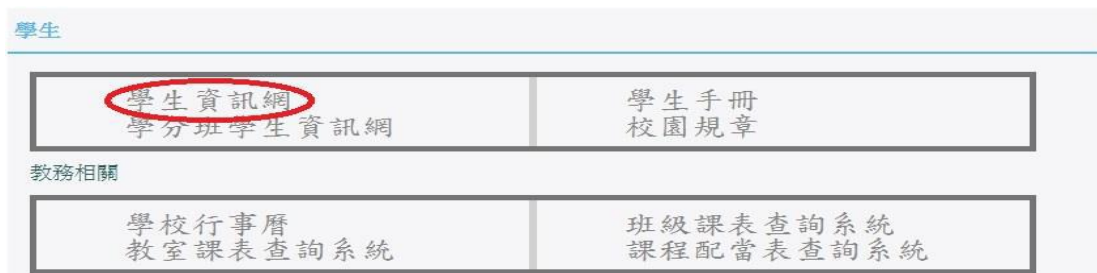 學生
學生資訊網 學生手冊
學分班學生資訊網 校園規章
教務相關
學校行事曆 班級課表查詢系統
教室課表查詢系統 課程配當表查詢系統